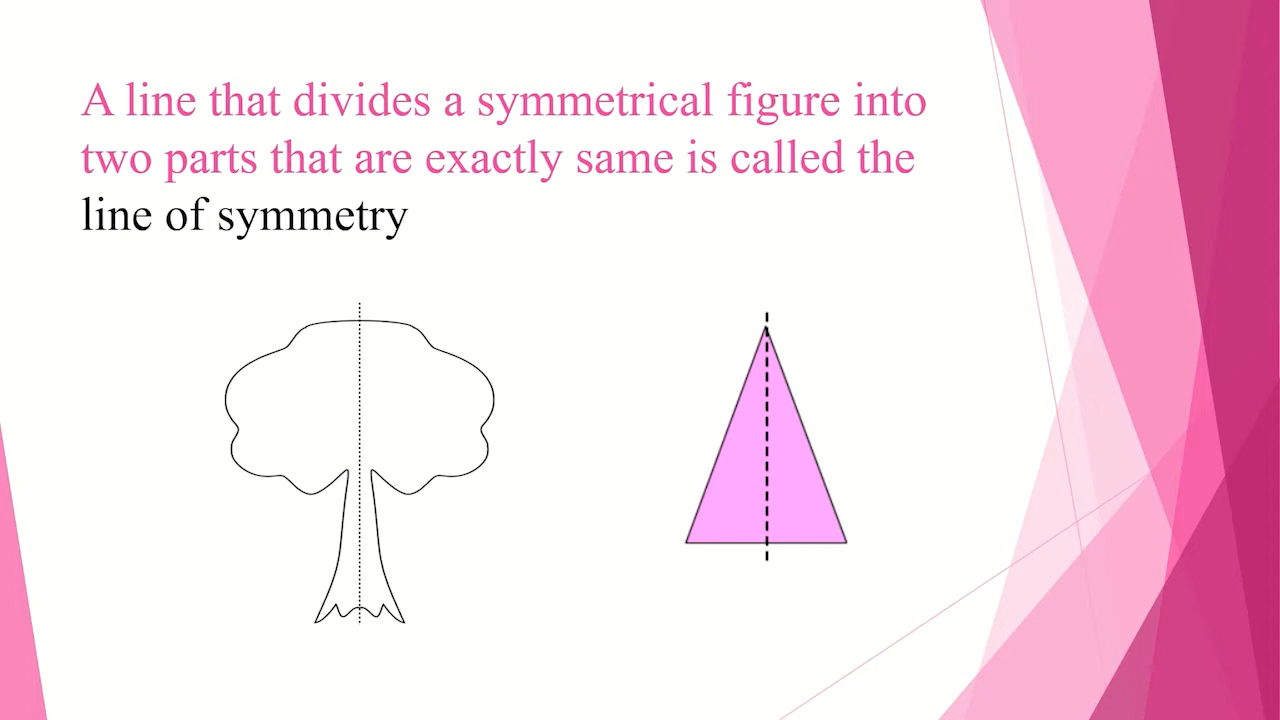 A line that divides a symmetrical figure into
two parts that are exactly same is called the
line of symmetry